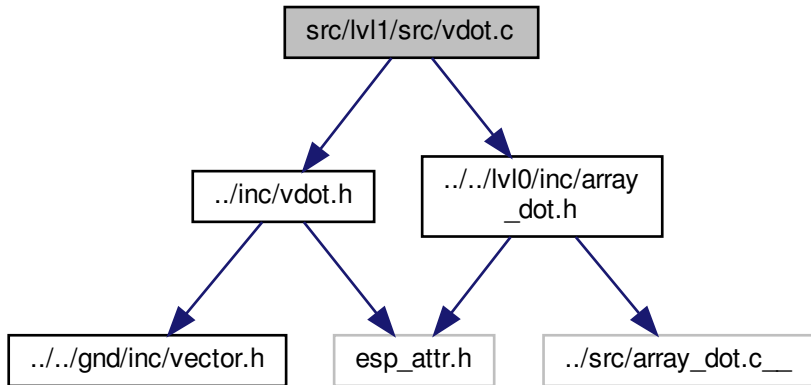 src/lvl1/src/vdot.c
../inc/vdot.h
../../lvl0/inc/array
_dot.h
../../gnd/inc/vector.h
esp_attr.h
../src/array_dot.c__